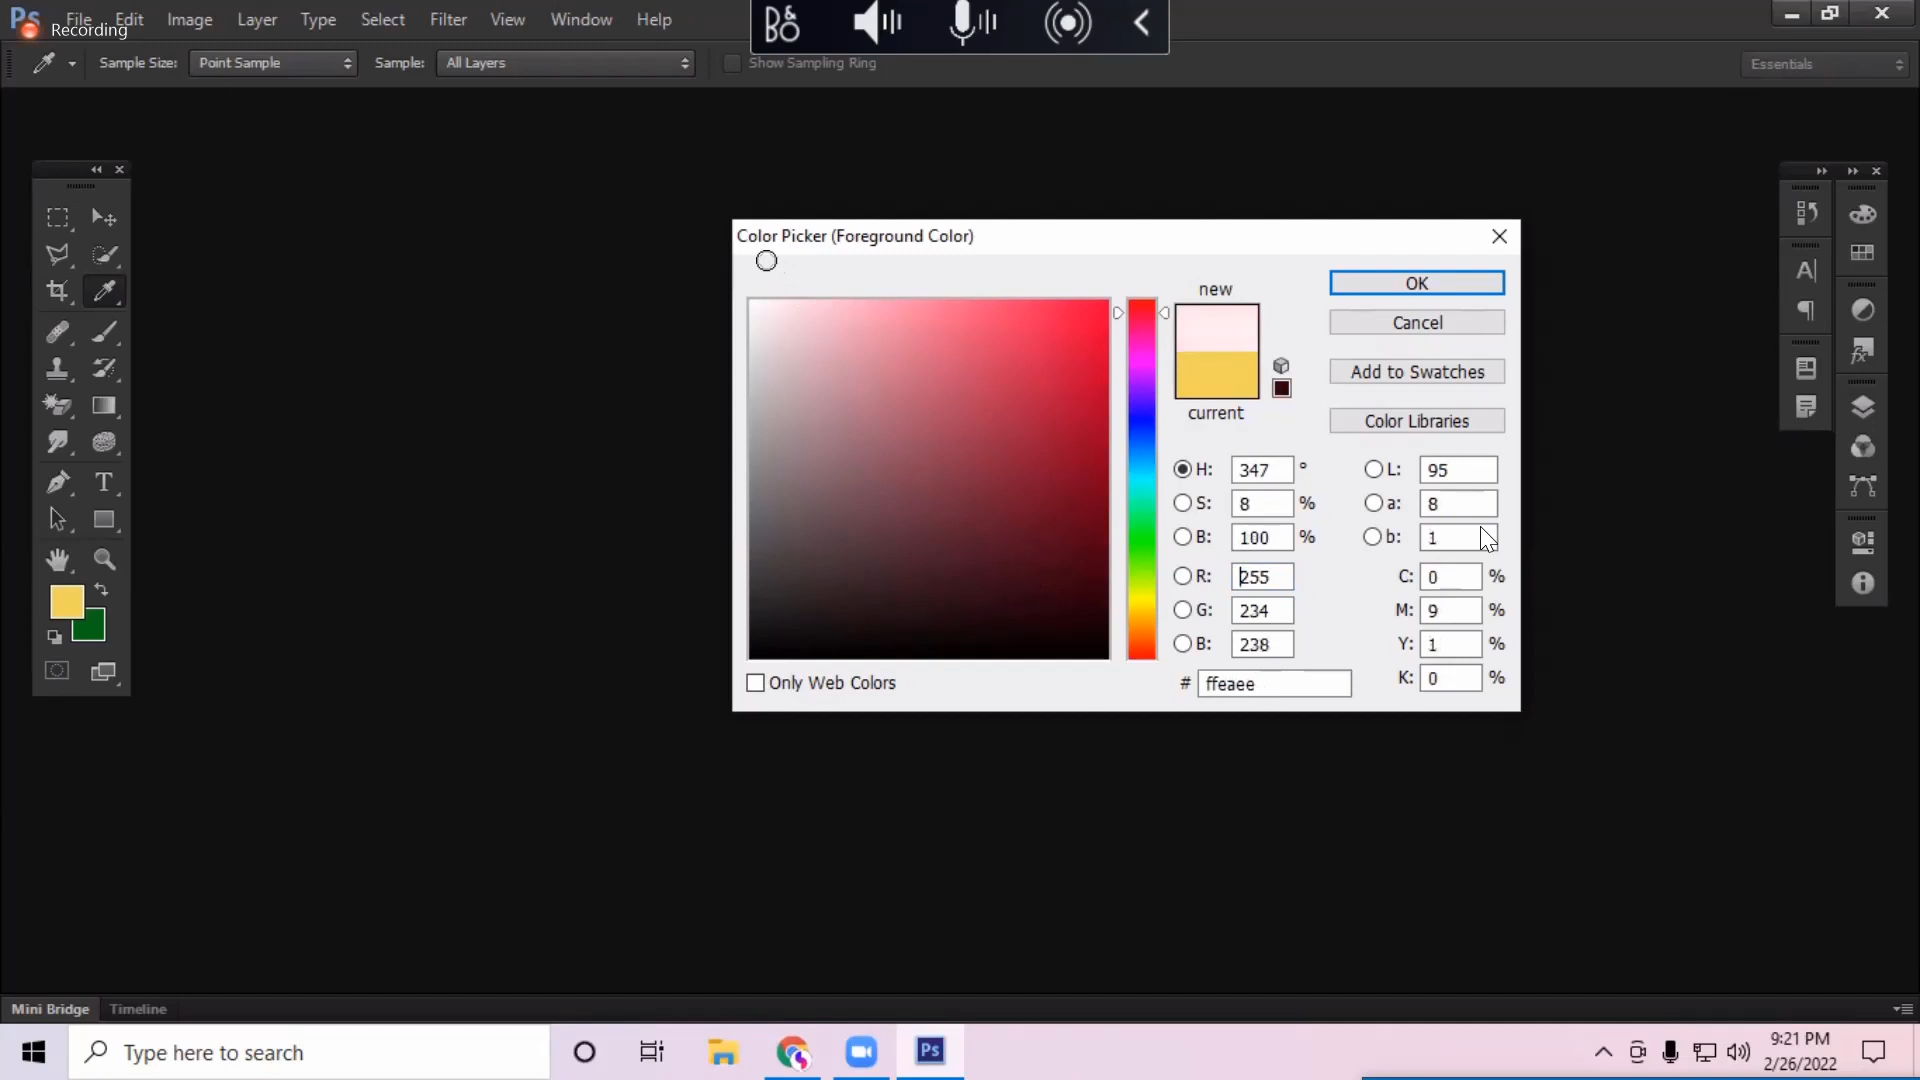 Ps File Edit Image Layer Type Select Filter View Window Help
Recording
B&O
Sample Size: Point Sample Sample: All Layers Show Sampling Ring Essentials
Color Picker (Foreground Color)
new
OK
Cancel
Add to Swatches
current
Color Libraries
H: 347 ° L: 95
S: 8 % a: 8
B: 100 % b: 1
R: 255 C: 0 %
G: 234 M: 9 %
B: 238 Y: 1 %
Only Web Colors # ffeaee K: 0 %
Mini Bridge Timeline
Type here to search
Ps
9:21 PM
2/26/2022